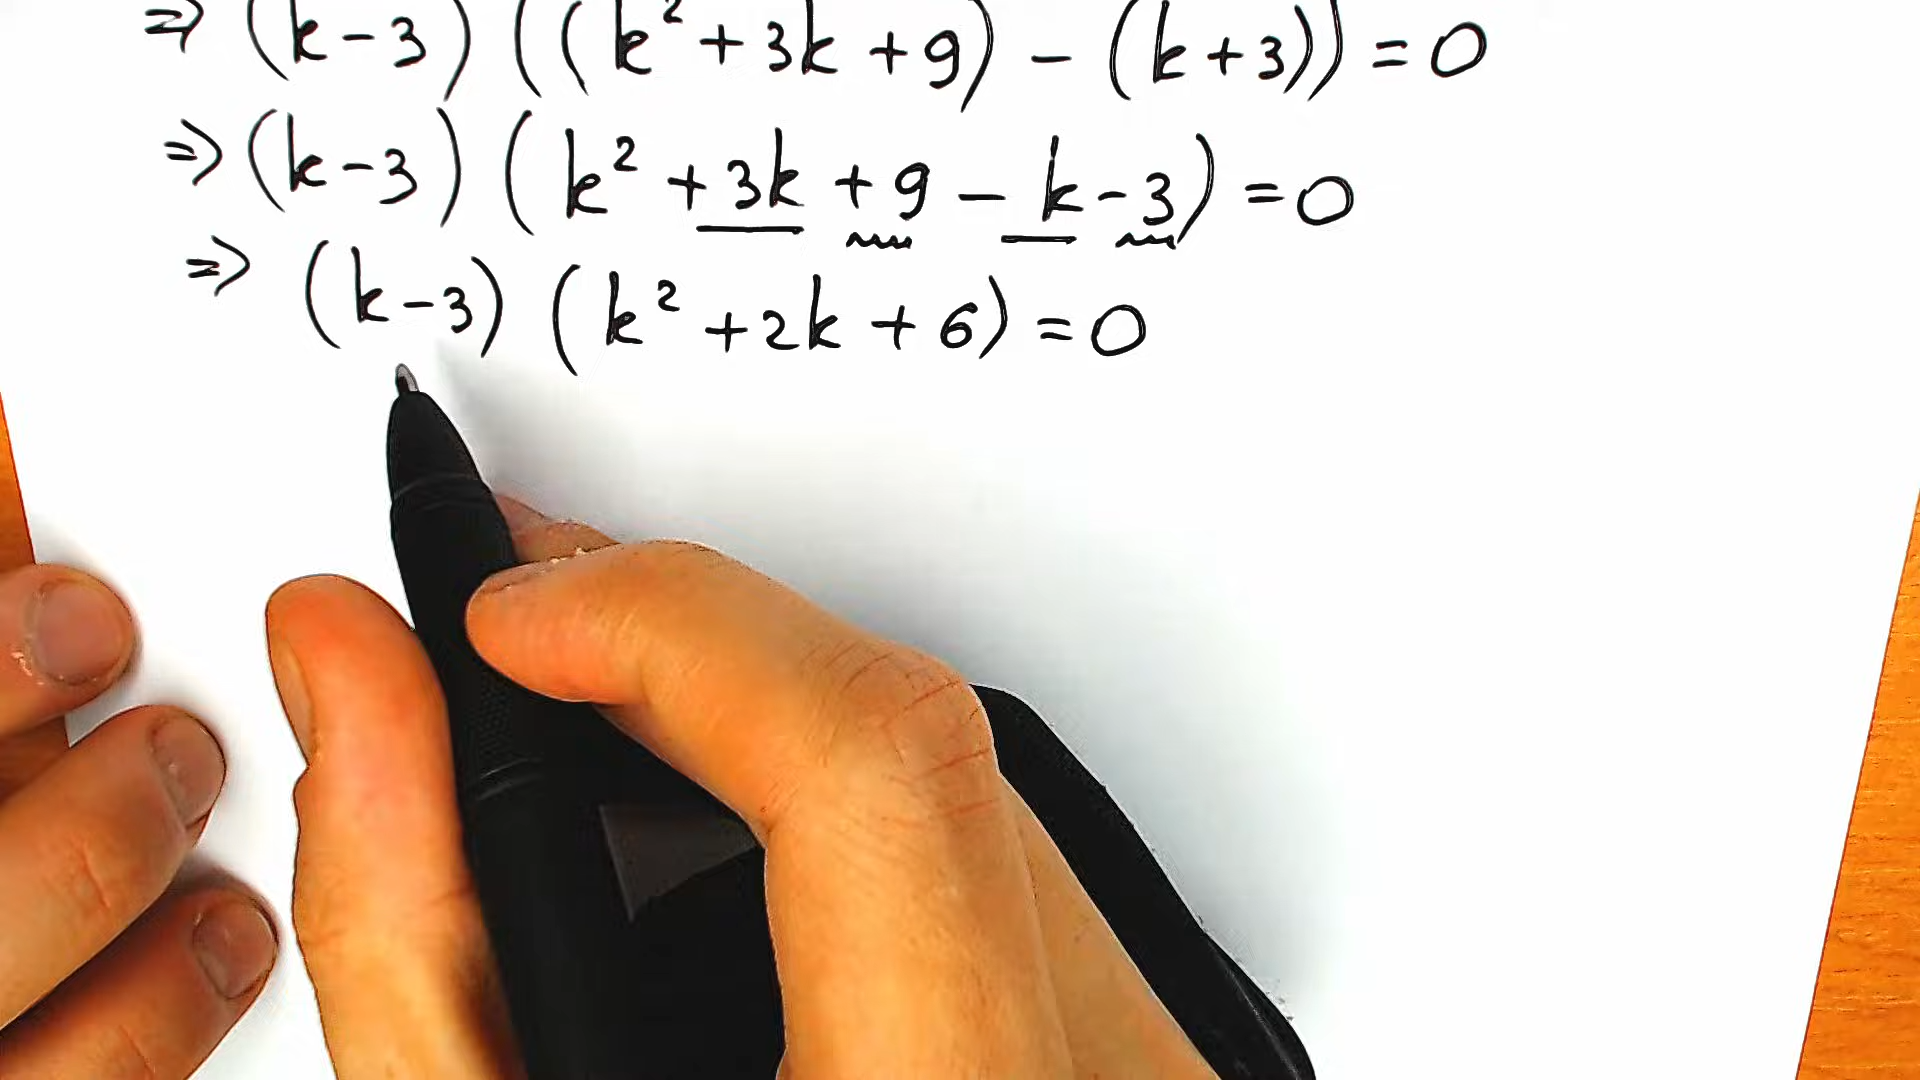 ⇒ (k-3) ((k² + 3k + 9) - (k+3)) = 0
⇒ (k-3) (k² + 3k + 9 - k - 3) = 0
⇒ (k-3) (k² + 2k + 6) = 0